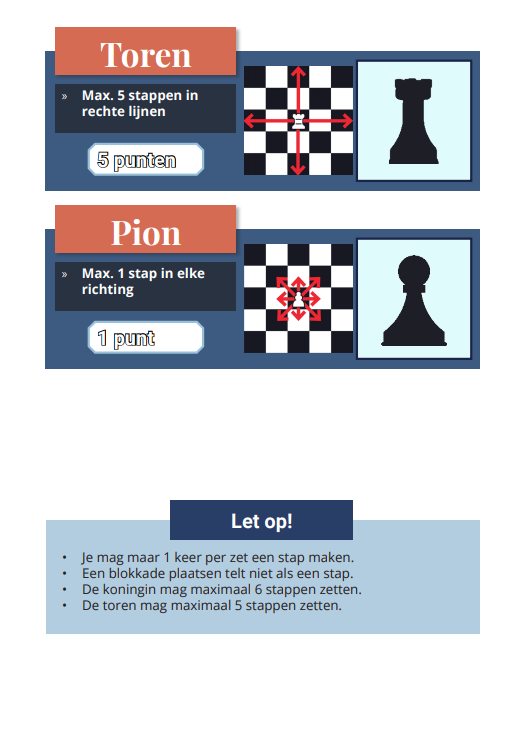 Toren
» Max. 5 stappen in
rechte lijnen
5 punten
Pion
» Max. 1 stap in elke
richting
1 punt
Let op!
• Je mag maar 1 keer per zet een stap maken.
• Een blokkade plaatsen telt niet als een stap.
• De koningin mag maximaal 6 stappen zetten.
• De toren mag maximaal 5 stappen zetten.